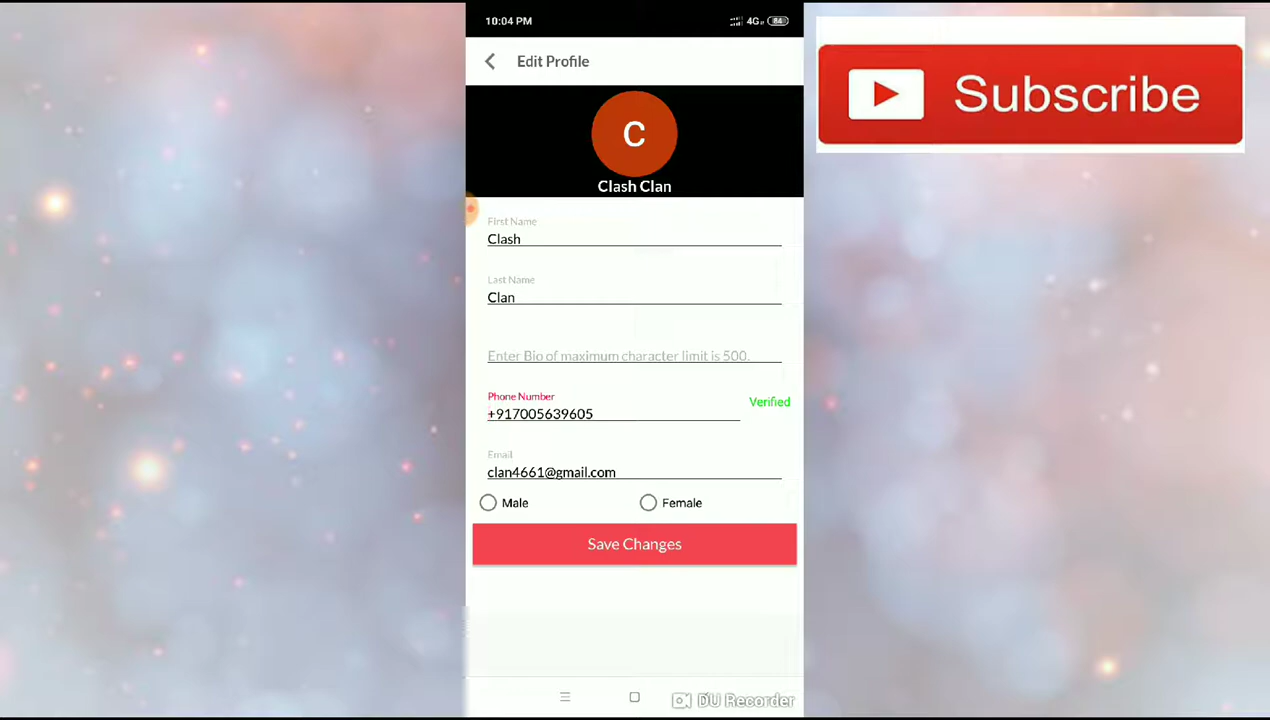 10:04 PM
4G
84
Edit Profile
Subscribe
C
Clash Clan
First Name
Clash
Last Name
Clan
Enter Bio of maximum character limit is 500.
Phone Number
+917005639605
Verified
Email
clan4661@gmail.com
Male
Female
Save Changes
DU Recorder